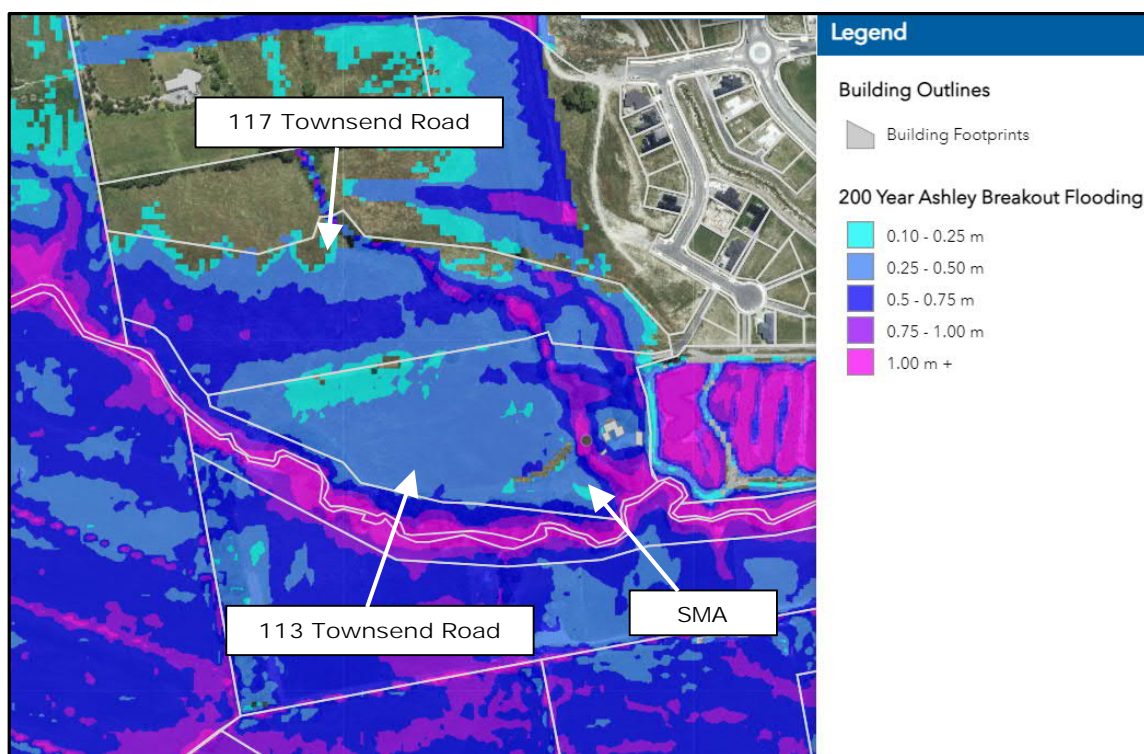 117 Townsend Road
113 Townsend Road
SMA
Legend
Building Outlines
Building Footprints
200 Year Ashley Breakout Flooding
0.10 - 0.25 m
0.25 - 0.50 m
0.5 - 0.75 m
0.75 - 1.00 m
1.00 m +